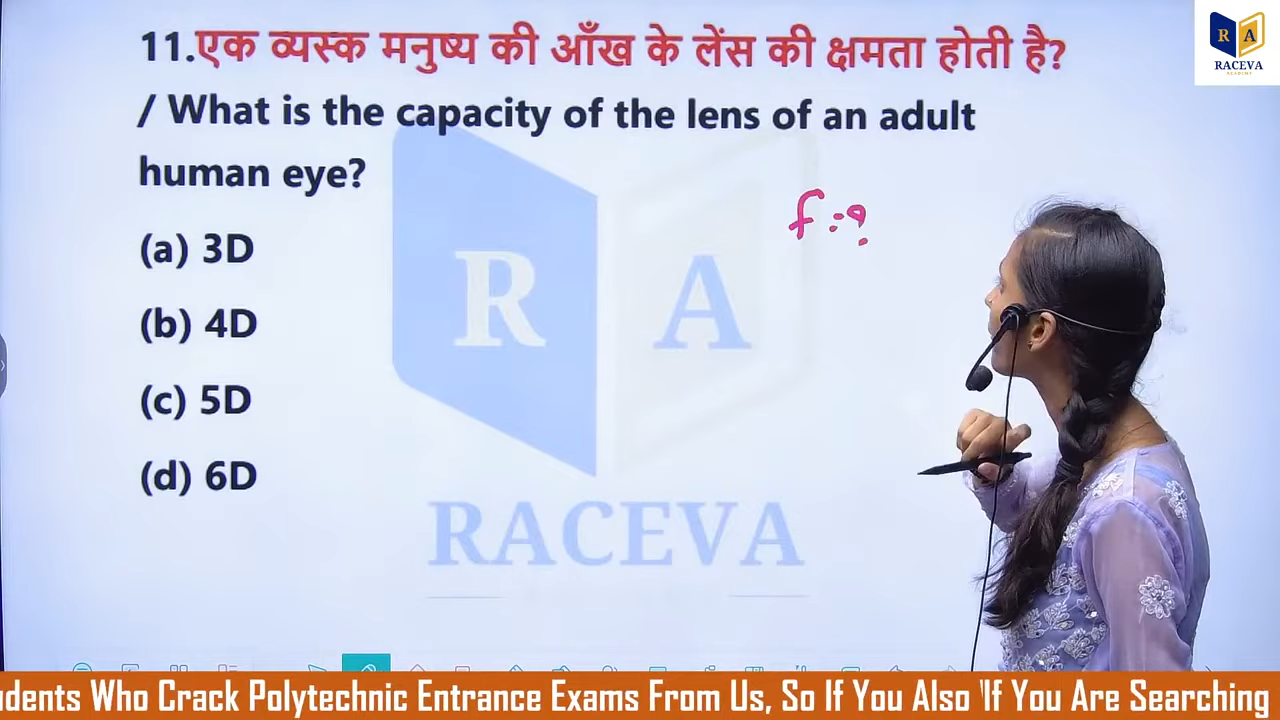 11.एक व्यस्क मनुष्य की आँख के लेंस की क्षमता होती है?
/ What is the capacity of the lens of an adult
human eye?
f :?
(a) 3D
(b) 4D
(c) 5D
(d) 6D
R A
RACEVA
R A
RACEVA
ACADEMY
udents Who Crack Polytechnic Entrance Exams From Us, So If You Also 'If You Are Searching